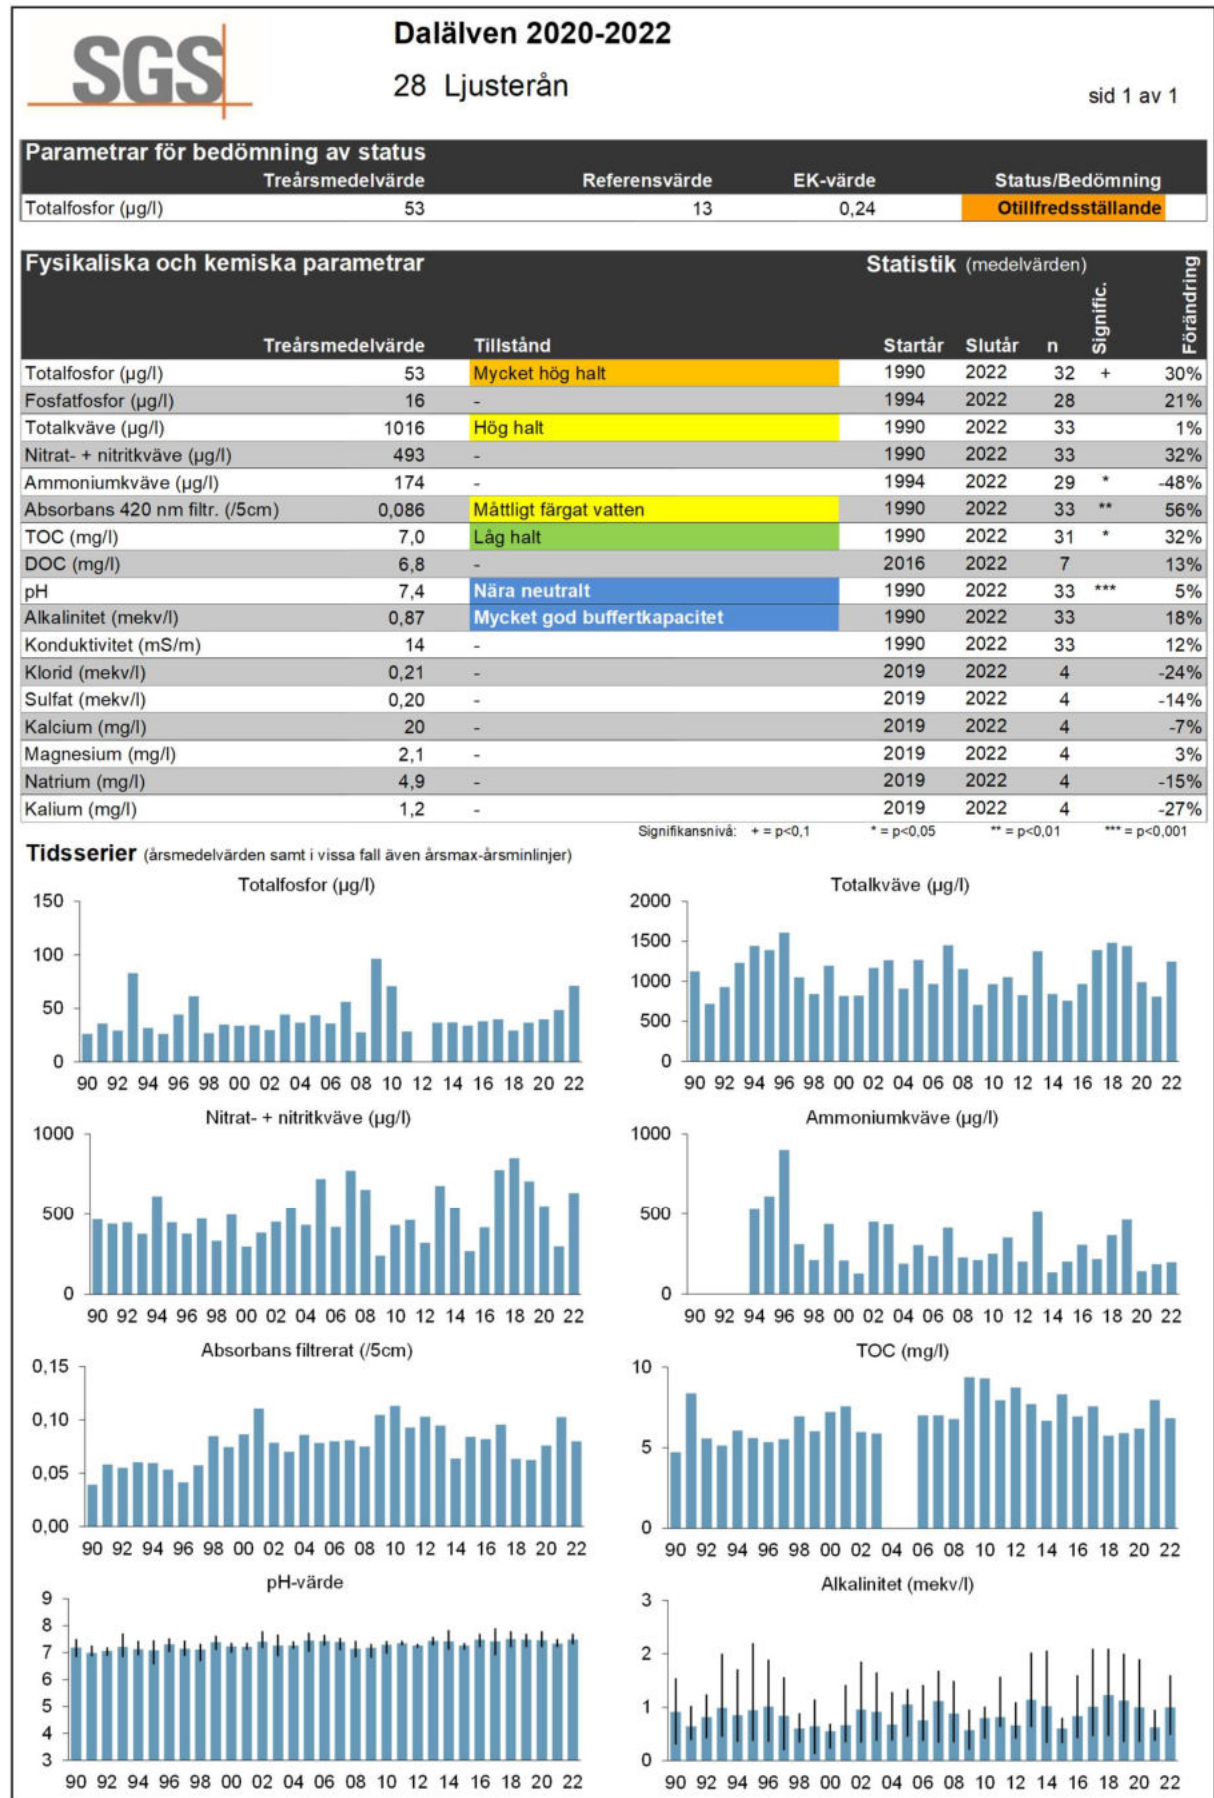 SGS
Dalälven 2020-2022
28 Ljusterån
sid 1 av 1
Parametrar för bedömning av status
Treårsmedelvärde Referensvärde EK-värde Status/Bedömning
Totalfosfor (µg/l) 53 13 0,24 Otillfredsställande
Fysikaliska och kemiska parametrar Statistik (medelvärden)
Treårsmedelvärde Tillstånd Startår Slutår n Signific. Förändring
Totalfosfor (µg/l) 53 Mycket hög halt 1990 2022 32 + 30%
Fosfatfosfor (µg/l) 16 - 1994 2022 28 21%
Totalkväve (µg/l) 1016 Hög halt 1990 2022 33 1%
Nitrat- + nitritkväve (µg/l) 493 - 1990 2022 33 32%
Ammoniumkväve (µg/l) 174 - 1994 2022 29 * -48%
Absorbans 420 nm filtr. (/5cm) 0,086 Måttligt färgat vatten 1990 2022 33 ** 56%
TOC (mg/l) 7,0 Låg halt 1990 2022 31 * 32%
DOC (mg/l) 6,8 - 2016 2022 7 13%
pH 7,4 Nära neutralt 1990 2022 33 *** 5%
Alkalinitet (mekv/l) 0,87 Mycket god buffertkapacitet 1990 2022 33 18%
Konduktivitet (mS/m) 14 - 1990 2022 33 12%
Klorid (mekv/l) 0,21 - 2019 2022 4 -24%
Sulfat (mekv/l) 0,20 - 2019 2022 4 -14%
Kalcium (mg/l) 20 - 2019 2022 4 -7%
Magnesium (mg/l) 2,1 - 2019 2022 4 3%
Natrium (mg/l) 4,9 - 2019 2022 4 -15%
Kalium (mg/l) 1,2 - 2019 2022 4 -27%
Signifikansnivå: + = p<0,1 * = p<0,05 ** = p<0,01 *** = p<0,001
Tidsserier (årsmedelvärden samt i vissa fall även årsmax-årsminlinjer)
Totalfosfor (µg/l)
150
100
50
0
90 92 94 96 98 00 02 04 06 08 10 12 14 16 18 20 22
Totalkväve (µg/l)
2000
1500
1000
500
0
90 92 94 96 98 00 02 04 06 08 10 12 14 16 18 20 22
Nitrat- + nitritkväve (µg/l)
1000
500
0
90 92 94 96 98 00 02 04 06 08 10 12 14 16 18 20 22
Ammoniumkväve (µg/l)
1000
500
0
90 92 94 96 98 00 02 04 06 08 10 12 14 16 18 20 22
Absorbans filtrerat (/5cm)
0,15
0,10
0,05
0,00
90 92 94 96 98 00 02 04 06 08 10 12 14 16 18 20 22
TOC (mg/l)
10
5
0
90 92 94 96 98 00 02 04 06 08 10 12 14 16 18 20 22
pH-värde
9
8
7
6
5
4
3
90 92 94 96 98 00 02 04 06 08 10 12 14 16 18 20 22
Alkalinitet (mekv/l)
3
2
1
0
90 92 94 96 98 00 02 04 06 08 10 12 14 16 18 20 22